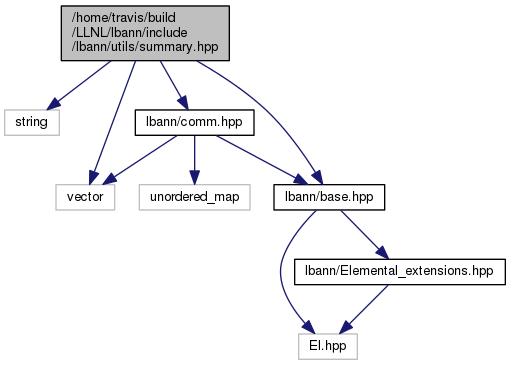 /home/travis/build
/LLNL/lbann/include
/lbann/utils/summary.hpp
string
lbann/comm.hpp
vector
unordered_map
lbann/base.hpp
lbann/Elemental_extensions.hpp
El.hpp